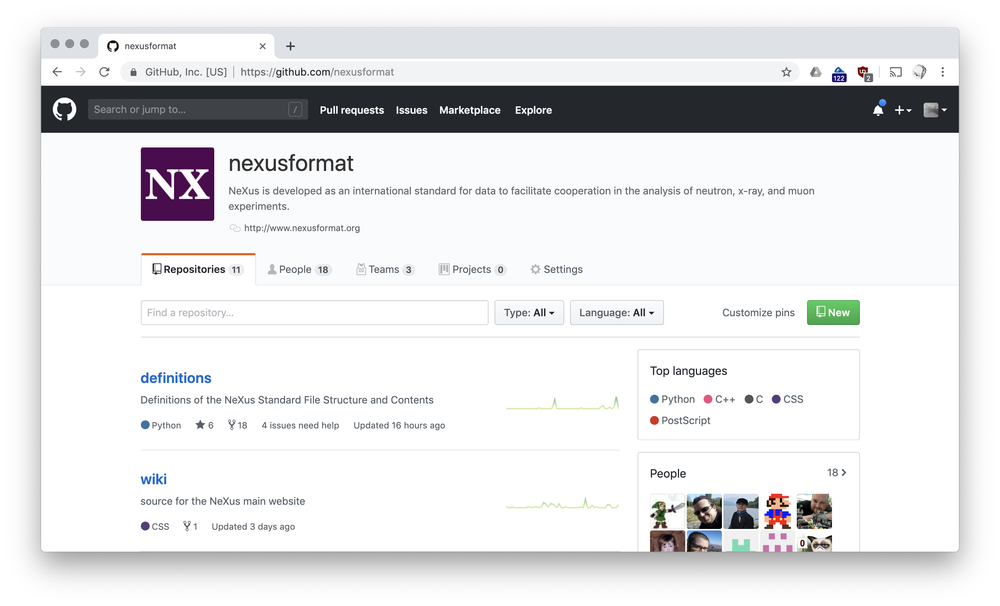 nexusformat
GitHub, Inc. [US] | https://github.com/nexusformat
122
uD
2
Search or jump to...
/
Pull requests
Issues
Marketplace
Explore
NX
nexusformat
NeXus is developed as an international standard for data to facilitate cooperation in the analysis of neutron, x-ray, and muon
experiments.
http://www.nexusformat.org
Repositories 11
People 18
Teams 3
Projects 0
Settings
Find a repository...
Type: All
Language: All
Customize pins
New
definitions
Definitions of the NeXus Standard File Structure and Contents
Python 6 18 4 issues need help Updated 16 hours ago
wiki
source for the NeXus main website
CSS 1 Updated 3 days ago
Top languages
Python C++ C CSS
PostScript
People 18
0